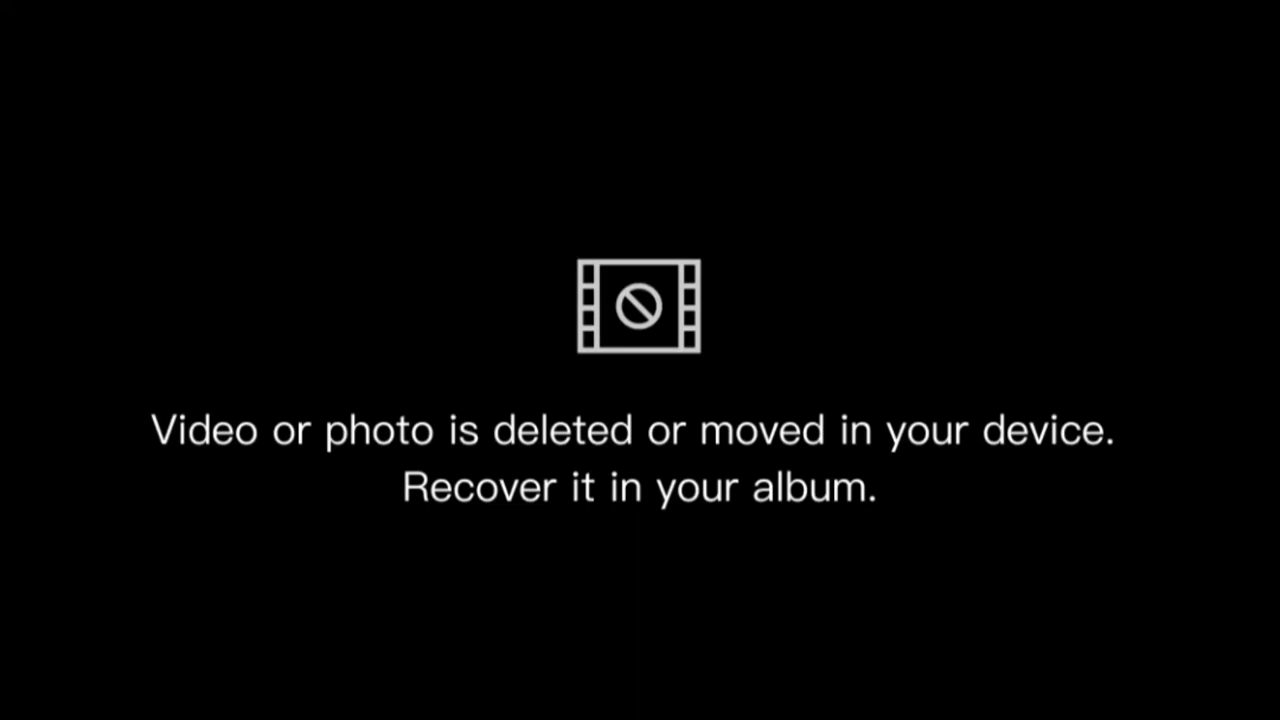 Video or photo is deleted or moved in your device.
Recover it in your album.